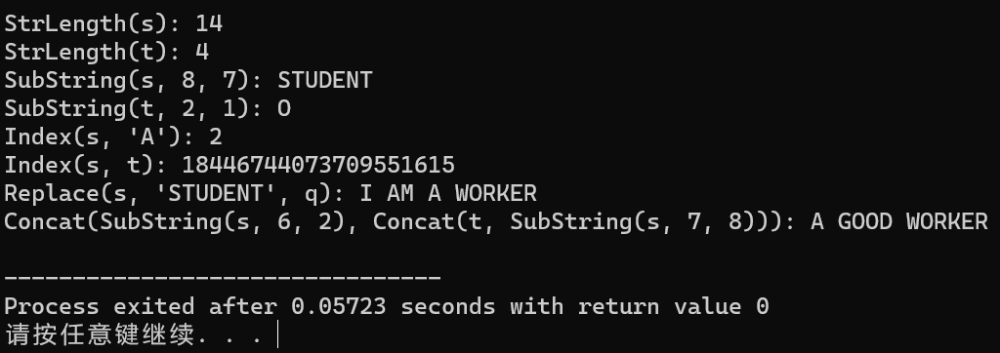 StrLength(s): 14
StrLength(t): 4
SubString(s, 8, 7): STUDENT
SubString(t, 2, 1): O
Index(s, 'A'): 2
Index(s, t): 18446744073709551615
Replace(s, 'STUDENT', q): I AM A WORKER
Concat(SubString(s, 6, 2), Concat(t, SubString(s, 7, 8))): A GOOD WORKER
--------------------------------
Process exited after 0.05723 seconds with return value 0
请按任意键继续. . .